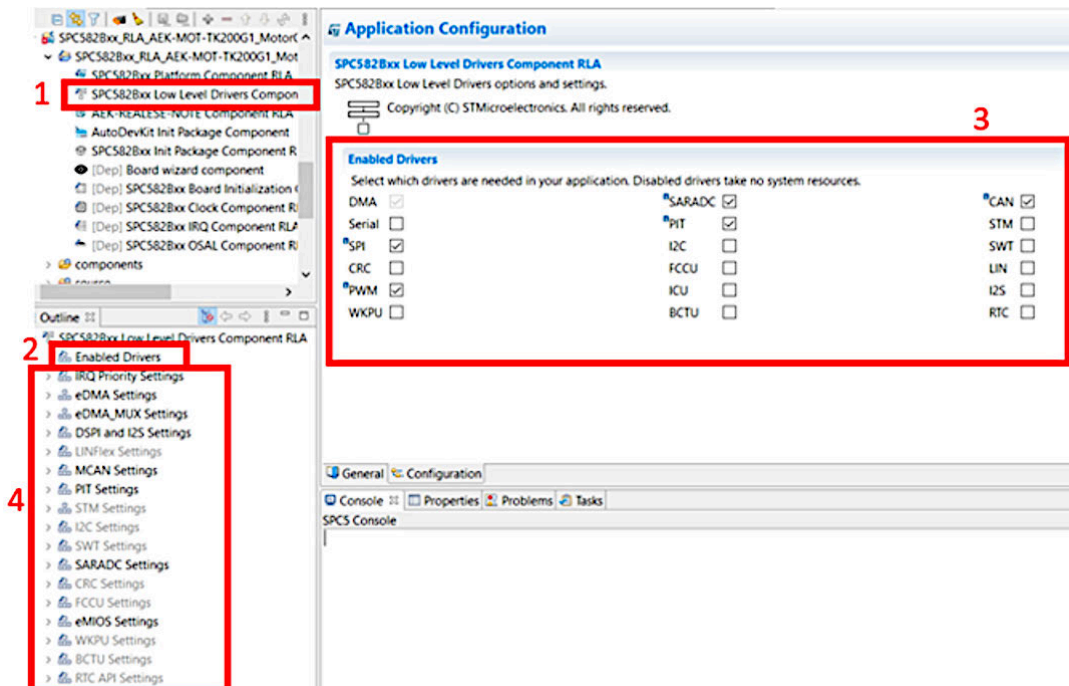 SPC582Bxx_RLA_AEK-MOT-TK200G1_Motor
SPC582Bxx_RLA_AEK-MOT-TK200G1_Mot
SPC582Bxx Platform Component RLA
1
SPC582Bxx Low Level Drivers Compon
AEK-REALESE-NOTE Component RLA
AutoDevKit Init Package Component
SPC582Bxx Init Package Component R
[Dep] Board wizard component
[Dep] SPC582Bxx Board Initialization
[Dep] SPC582Bxx Clock Component R
[Dep] SPC582Bxx IRQ Component RLA
[Dep] SPC582Bxx OSAL Component R
components
source
Outline
SPC582Bxx Low Level Drivers Component RLA
2
Enabled Drivers
IRQ Priority Settings
eDMA Settings
eDMA_MUX Settings
DSPI and I2S Settings
LINFlex Settings
MCAN Settings
4
PIT Settings
STM Settings
I2C Settings
SWT Settings
SARADC Settings
CRC Settings
FCCU Settings
eMIOS Settings
WKPU Settings
BCTU Settings
RTC API Settings
Application Configuration
SPC582Bxx Low Level Drivers Component RLA
SPC582Bxx Low Level Drivers options and settings.
Copyright (C) STMicroelectronics. All rights reserved.
3
Enabled Drivers
Select which drivers are needed in your application. Disabled drivers take no system resources.
DMA SARADC CAN
Serial PIT STM
SPI I2C SWT
CRC FCCU LIN
PWM ICU I2S
WKPU BCTU RTC
General Configuration
Console Properties Problems Tasks
SPC5 Console